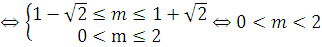 ⇔ { 1 − √2 ≤ m ≤ 1 + √2 ⇔ 0 < m < 2
0 < m ≤ 2